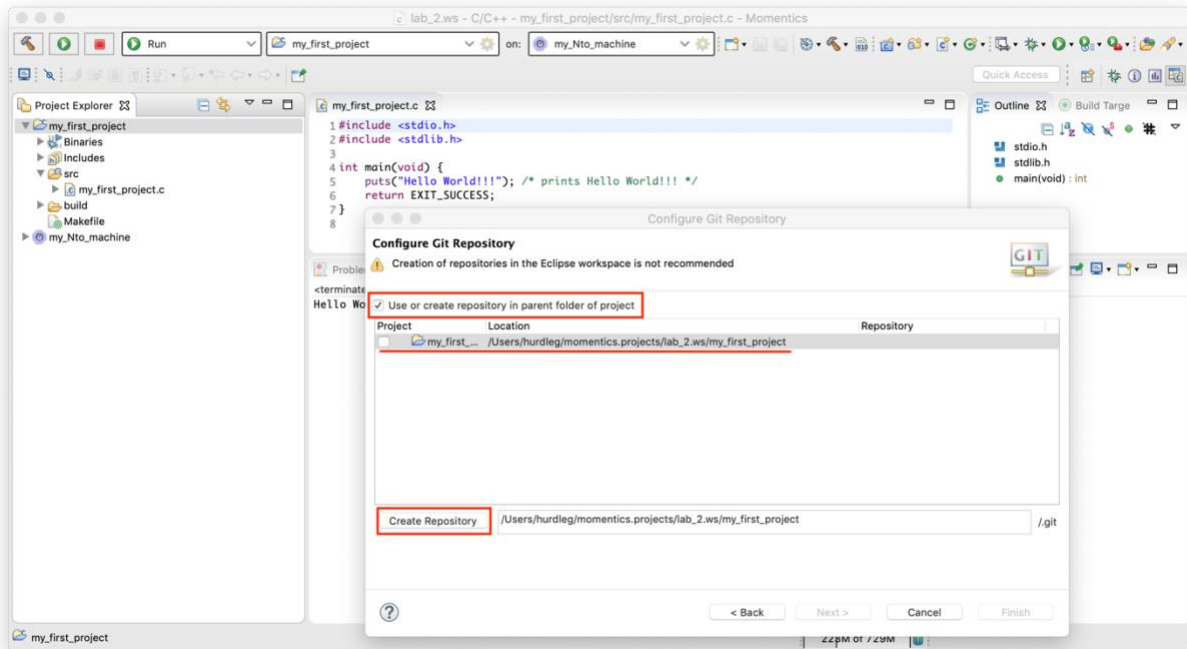 lab_2.ws - C/C++ - my_first_project/src/my_first_project.c - Momentics
Run
my_first_project
on:
my_Nto_machine
Quick Access
Project Explorer
my_first_project
Binaries
Includes
src
my_first_project.c
build
Makefile
my_Nto_machine
my_first_project.c
1 #include <stdio.h>
2 #include <stdlib.h>
3
4 int main(void) {
5 puts("Hello World!!!"); /* prints Hello World!!! */
6 return EXIT_SUCCESS;
7 }
8
Outline
Build Targe
stdio.h
stdlib.h
main(void) : int
Proble
<terminate
Hello Wo
Configure Git Repository
Configure Git Repository
Creation of repositories in the Eclipse workspace is not recommended
GIT
Use or create repository in parent folder of project
Project Location Repository
my_first_... /Users/hurdleg/momentics.projects/lab_2.ws/my_first_project
Create Repository /Users/hurdleg/momentics.projects/lab_2.ws/my_first_project /.git
< Back Next > Cancel Finish
my_first_project
of 729M